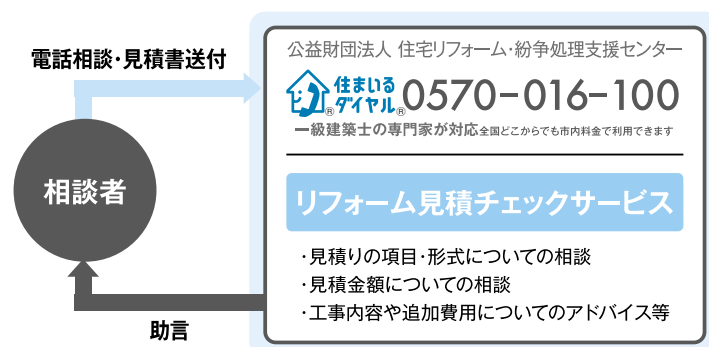 電話相談・見積書送付
相談者
助言
公益財団法人 住宅リフォーム・紛争処理支援センター
住まいる
ダイヤル
® ®
0570-016-100
一級建築士の専門家が対応 全国どこからでも市内料金で利用できます
リフォーム見積チェックサービス
・見積りの項目・形式についての相談
・見積金額についての相談
・工事内容や追加費用についてのアドバイス等